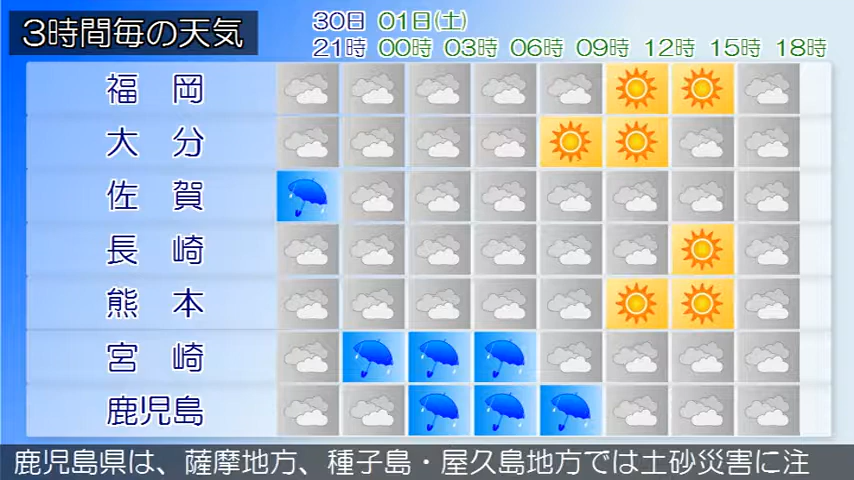 3時間毎の天気
30日 01日(土)
21時 00時 03時 06時 09時 12時 15時 18時
福岡
大分
佐賀
長崎
熊本
宮崎
鹿児島
鹿児島県は、薩摩地方、種子島・屋久島地方では土砂災害に注